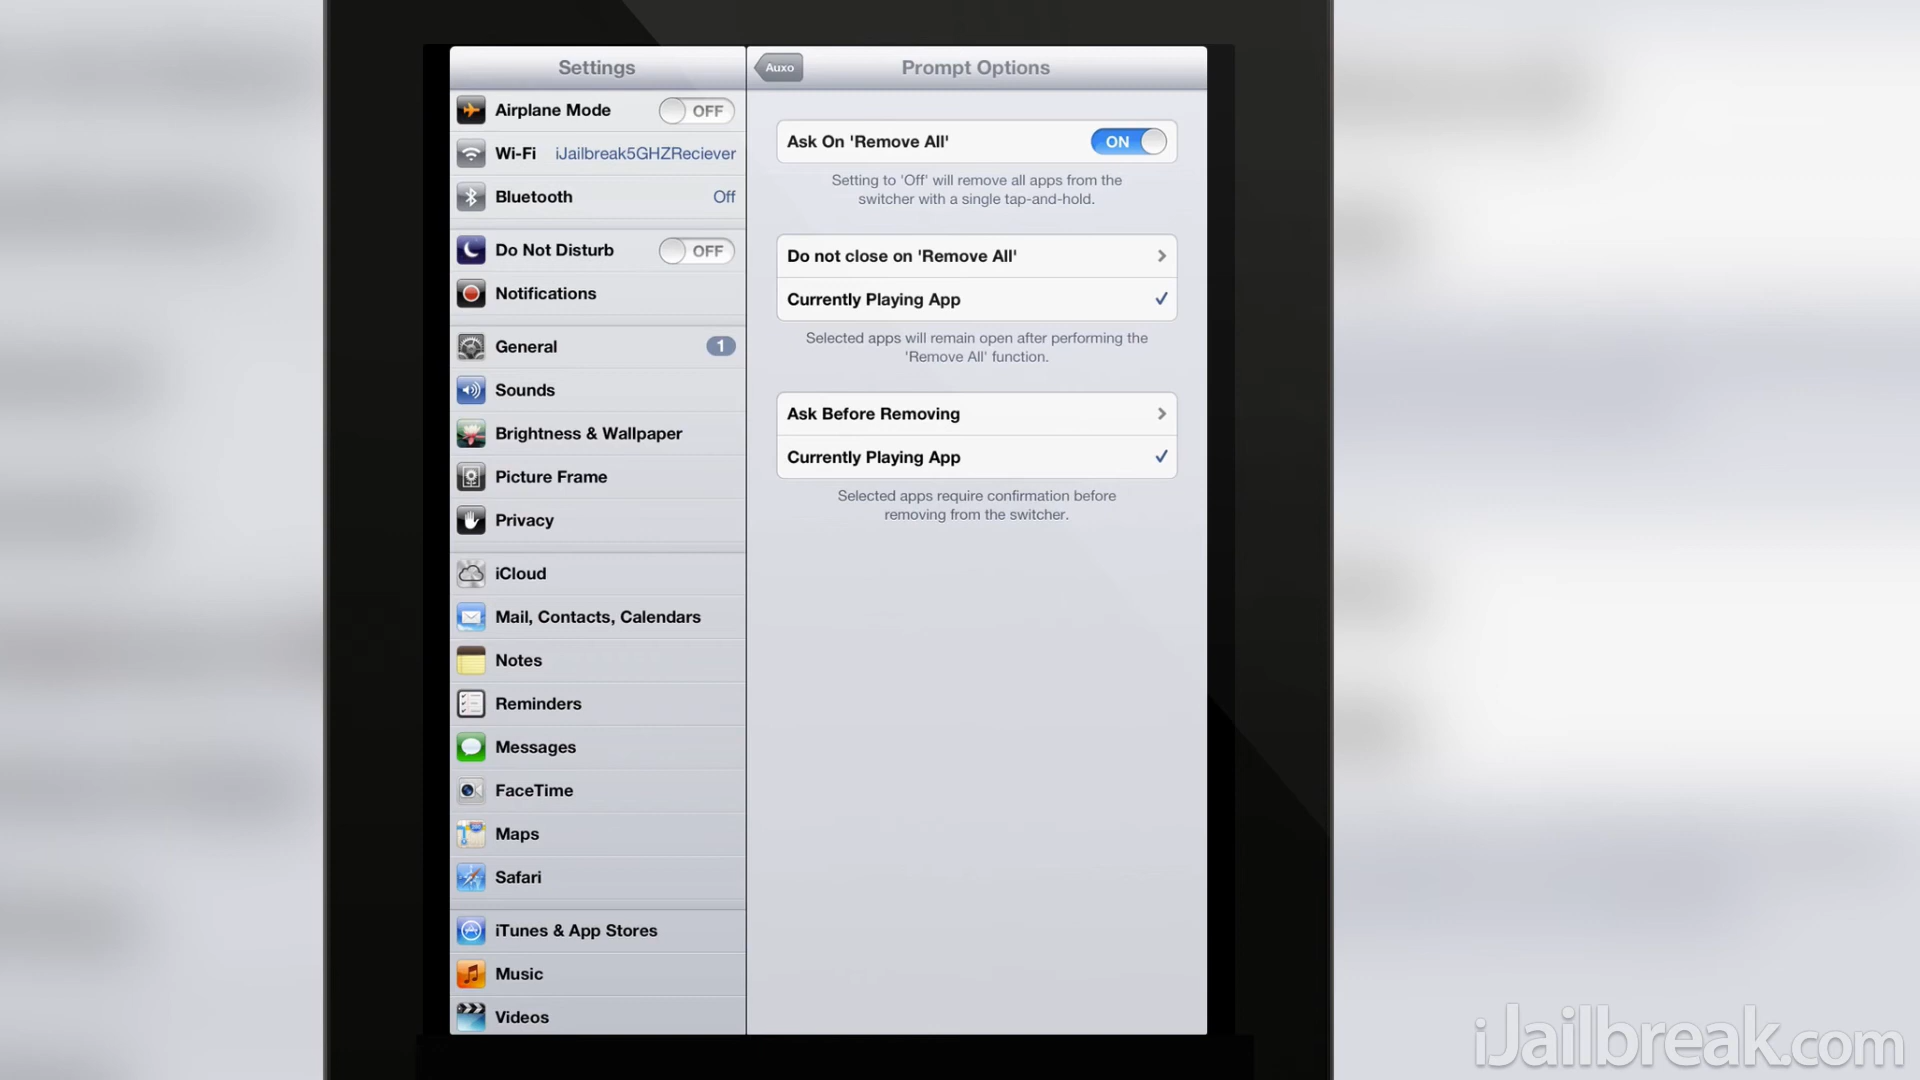 Settings
Auxo
Prompt Options
Airplane Mode OFF
Wi-Fi iJailbreak5GHZReciever
Bluetooth Off
Do Not Disturb OFF
Notifications
General 1
Sounds
Brightness & Wallpaper
Picture Frame
Privacy
iCloud
Mail, Contacts, Calendars
Notes
Reminders
Messages
FaceTime
Maps
Safari
iTunes & App Stores
Music
Videos
Ask On 'Remove All' ON
Setting to 'Off' will remove all apps from the
switcher with a single tap-and-hold.
Do not close on 'Remove All'
Currently Playing App
Selected apps will remain open after performing the
'Remove All' function.
Ask Before Removing
Currently Playing App
Selected apps require confirmation before
removing from the switcher.
iJailbreak.com